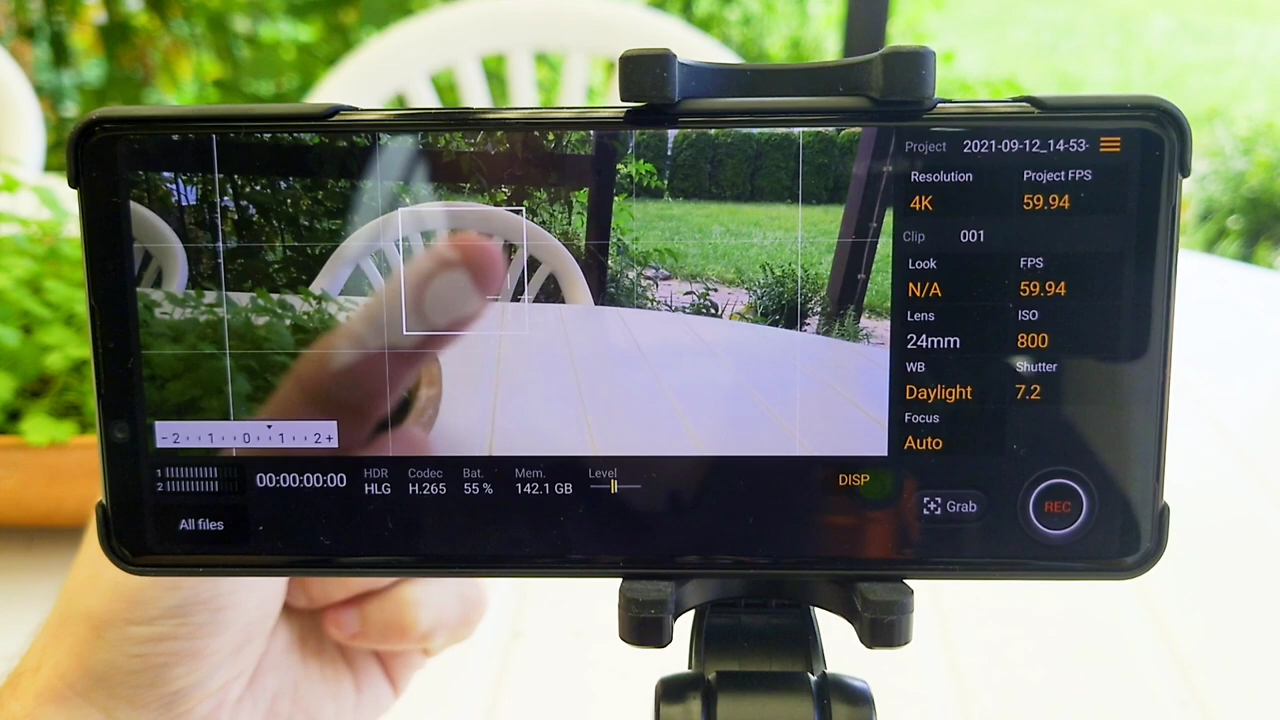 Project 2021-09-12_14-53-
Resolution Project FPS
4K 59.94
Clip 001
Look FPS
N/A 59.94
Lens ISO
24mm 800
WB Shutter
Daylight 7.2
Focus
Auto
-2 1 0 1 2+
1
2
00:00:00:00
HDR Codec Bat. Mem. Level
HLG H.265 55 % 142.1 GB
DISP
Grab
REC
All files